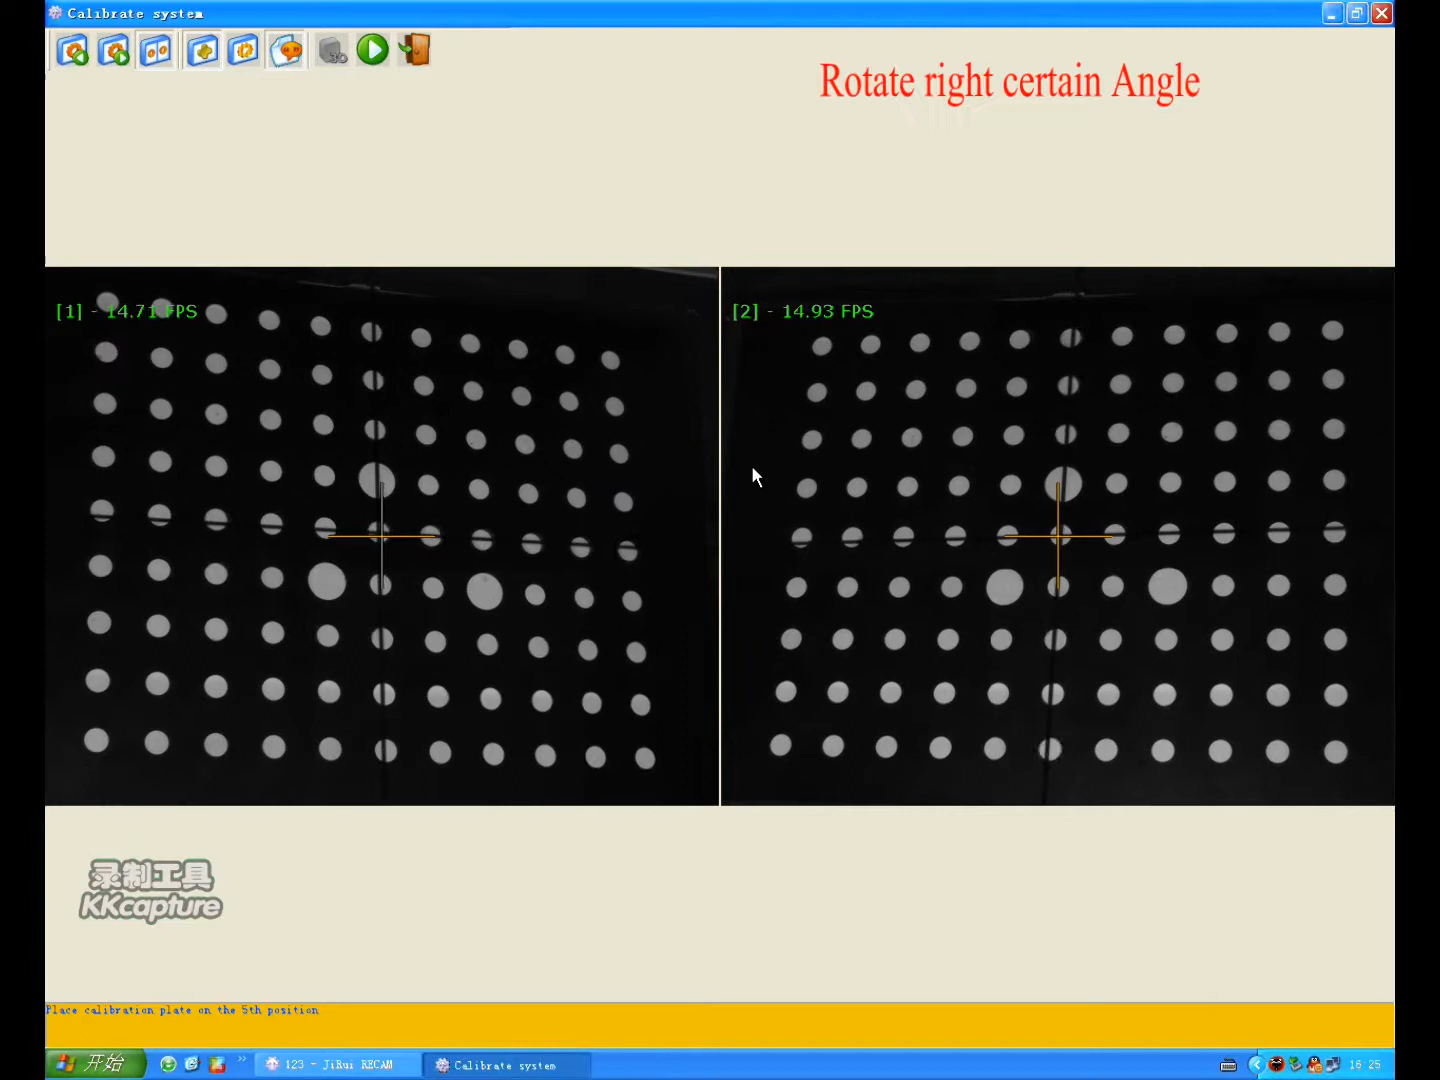 Calibrate system
Rotate right certain Angle
[1] - 14.71 FPS
[2] - 14.93 FPS
录制工具
KKcapture
Place calibration plate on the 5th position
开始
123 - JiRui RECAM
Calibrate system
16:25